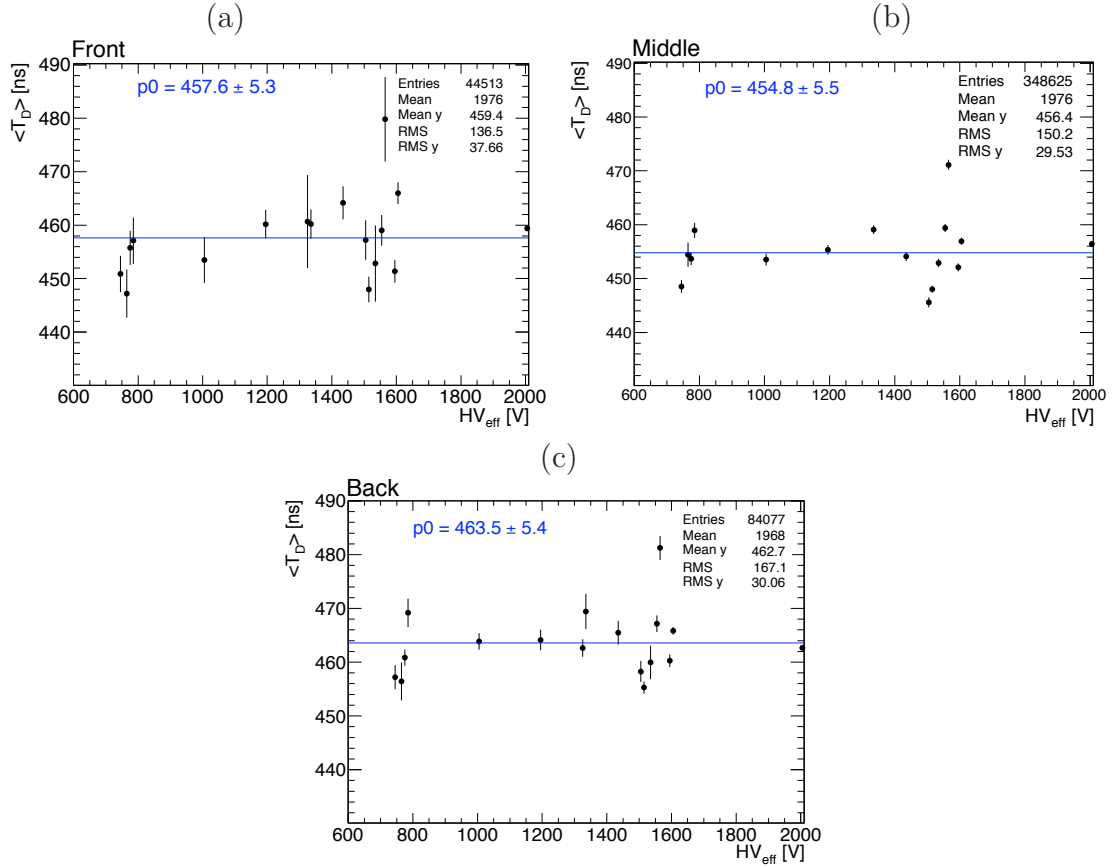 (a)
Front
p0 = 457.6 ± 5.3
Entries 44513
Mean 1976
Mean y 459.4
RMS 136.5
RMS y 37.66
<T_D> [ns]
490
480
470
460
450
440
600 800 1000 1200 1400 1600 1800 2000
HV_eff [V]
(b)
Middle
p0 = 454.8 ± 5.5
Entries 348625
Mean 1976
Mean y 456.4
RMS 150.2
RMS y 29.53
<T_D> [ns]
490
480
470
460
450
440
600 800 1000 1200 1400 1600 1800 2000
HV_eff [V]
(c)
Back
p0 = 463.5 ± 5.4
Entries 84077
Mean 1968
Mean y 462.7
RMS 167.1
RMS y 30.06
<T_D> [ns]
490
480
470
460
450
440
600 800 1000 1200 1400 1600 1800 2000
HV_eff [V]